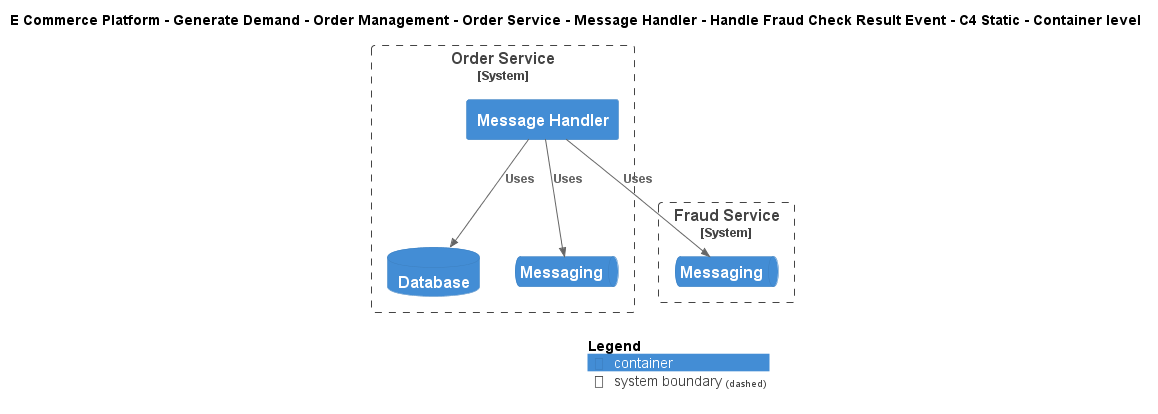 E Commerce Platform - Generate Demand - Order Management - Order Service - Message Handler - Handle Fraud Check Result Event - C4 Static - Container level
Order Service
[System]
Message Handler
Uses
Uses
Uses
Fraud Service
[System]
Database
Messaging
Messaging
Legend
container
system boundary (dashed)